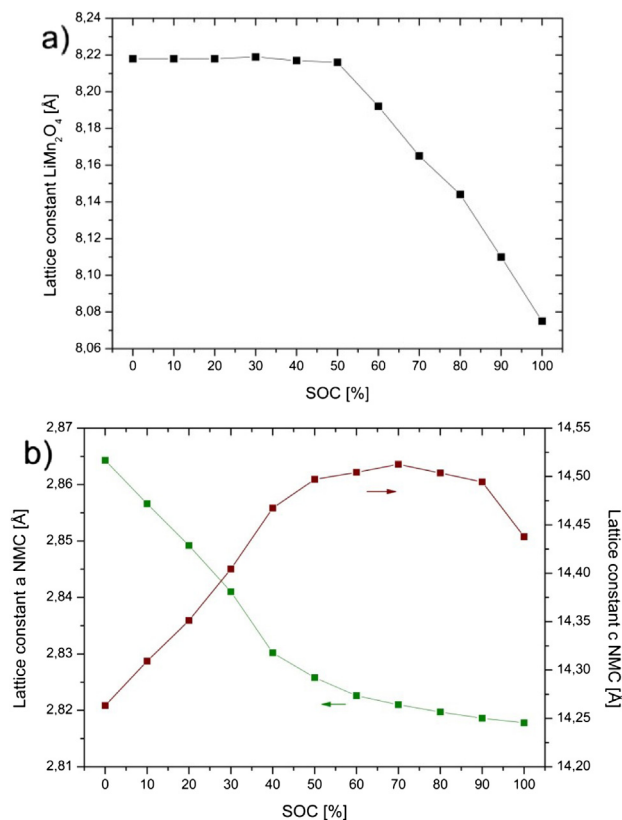 a)
8,24
8,22
8,20
8,18
8,16
8,14
8,12
8,10
8,08
8,06
Lattice constant LiMn₂O₄ [Å]
0 10 20 30 40 50 60 70 80 90 100
SOC [%]
b)
2,87
2,86
2,85
2,84
2,83
2,82
2,81
Lattice constant a NMC [Å]
14,55
14,50
14,45
14,40
14,35
14,30
14,25
14,20
Lattice constant c NMC [Å]
0 10 20 30 40 50 60 70 80 90 100
SOC [%]